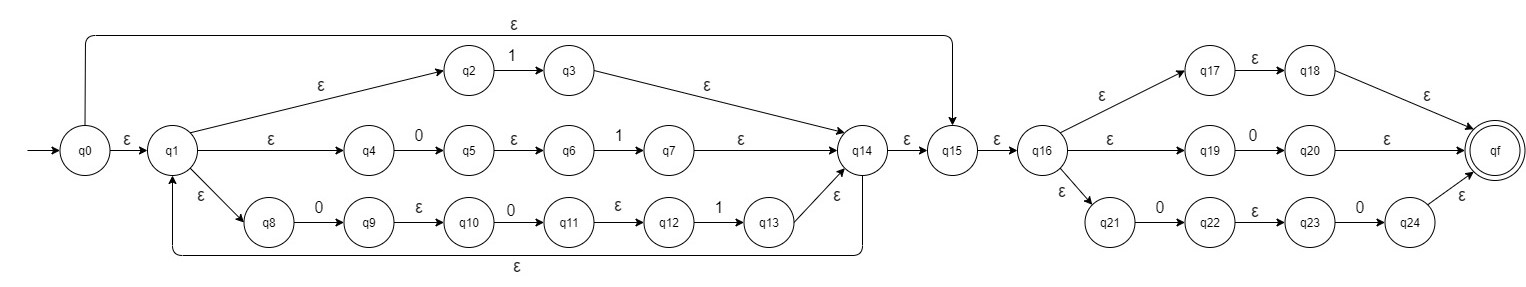 ε
q2 1 q3 q17 ε q18
ε ε ε ε
q0 ε q1 ε q4 0 q5 ε q6 1 q7 ε q14 ε q15 ε q16 ε q19 0 q20 ε qf
ε ε ε ε
q8 0 q9 ε q10 0 q11 ε q12 1 q13 q21 0 q22 ε q23 0 q24
ε